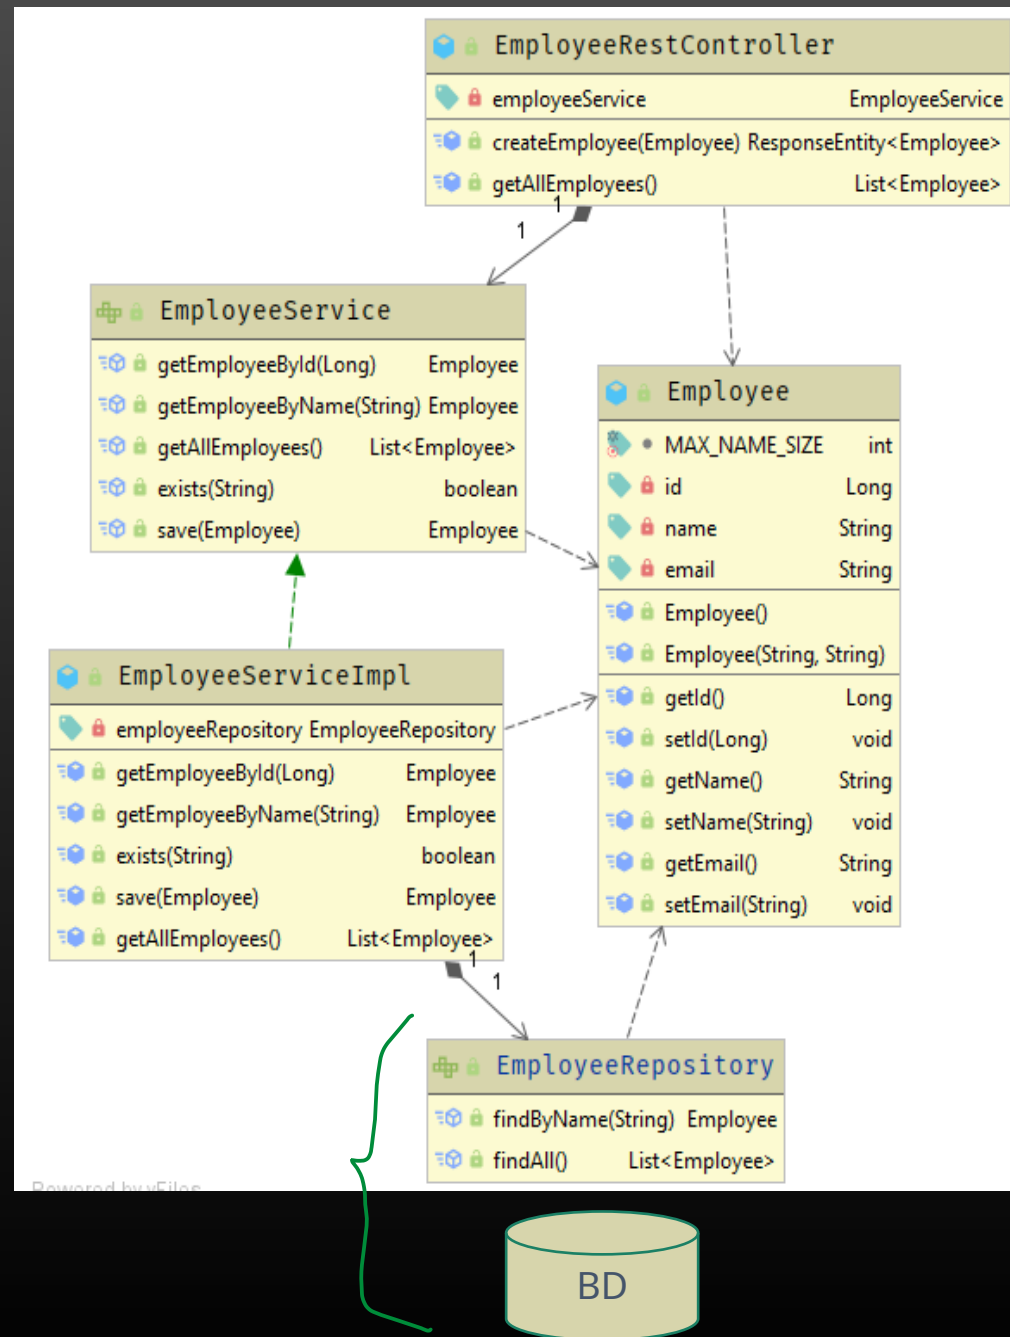 EmployeeRestController
employeeService EmployeeService
createEmployee(Employee) ResponseEntity<Employee>
getAllEmployees() List<Employee>
1
1
EmployeeService
getEmployeeById(Long) Employee
getEmployeeByName(String) Employee
getAllEmployees() List<Employee>
exists(String) boolean
save(Employee) Employee
Employee
MAX_NAME_SIZE int
id Long
name String
email String
Employee()
Employee(String, String)
getId() Long
setId(Long) void
getName() String
setName(String) void
getEmail() String
setEmail(String) void
EmployeeServiceImpl
employeeRepository EmployeeRepository
getEmployeeById(Long) Employee
getEmployeeByName(String) Employee
exists(String) boolean
save(Employee) Employee
getAllEmployees() List<Employee>
1
1
EmployeeRepository
findByName(String) Employee
findAll() List<Employee>
Powered by yFiles
BD